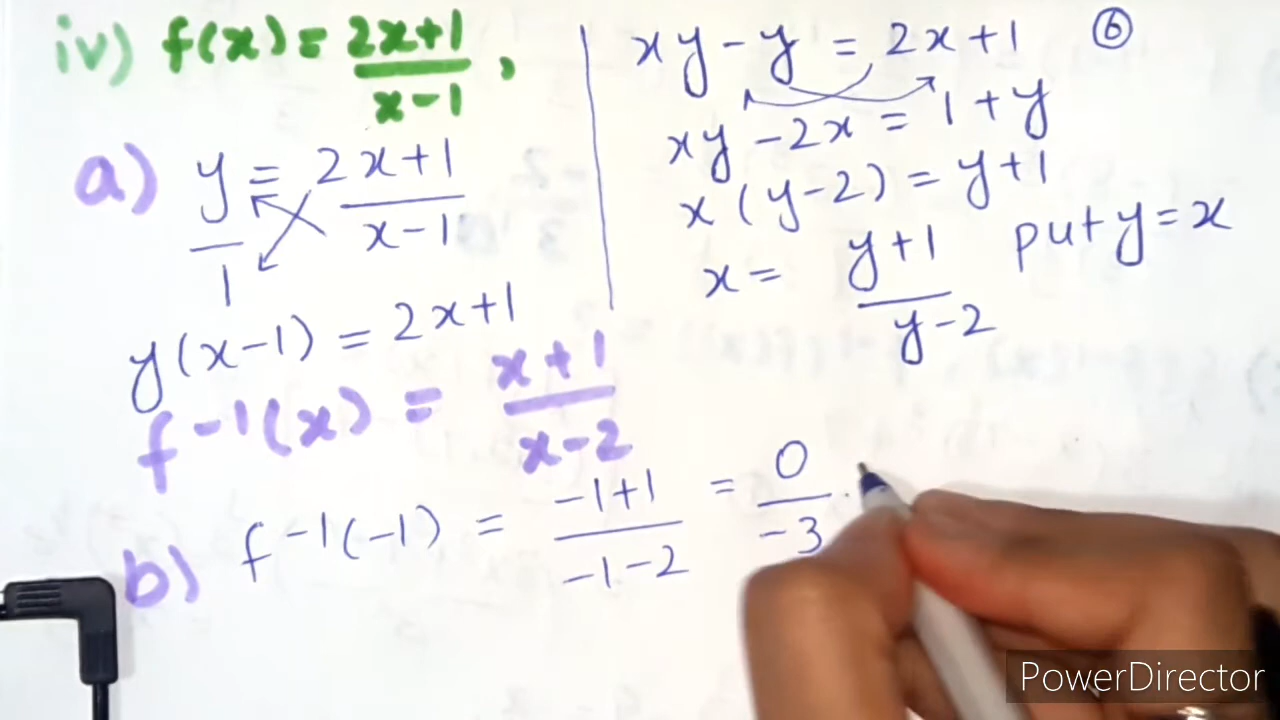 iv) f(x) = 2x+1 / x-1 ,
a) y/1 = 2x+1 / x-1
y(x-1) = 2x+1
xy - y = 2x+1 ⑥
xy - 2x = 1+y
x(y-2) = y+1
x = y+1 / y-2 put y = x
f⁻¹(x) = x+1 / x-2
b) f⁻¹(-1) = -1+1 / -1-2 = 0 / -3
PowerDirector